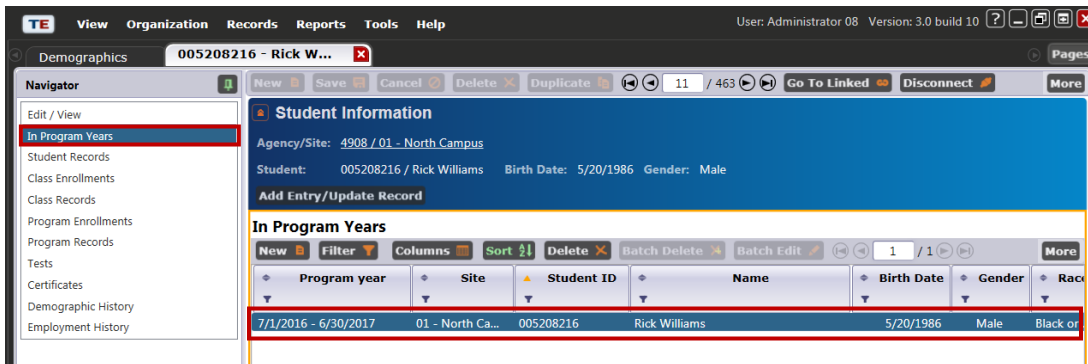 TE View Organization Records Reports Tools Help User: Administrator 08 Version: 3.0 build 10 ?
Demographics 005208216 - Rick W... Pages
Navigator New Save Cancel Delete Duplicate 11 / 463 Go To Linked Disconnect More
Edit / View
In Program Years
Student Records
Class Enrollments
Class Records
Program Enrollments
Program Records
Tests
Certificates
Demographic History
Employment History
Student Information
Agency/Site: 4908 / 01 - North Campus
Student: 005208216 / Rick Williams Birth Date: 5/20/1986 Gender: Male
Add Entry/Update Record
In Program Years
New Filter Columns Sort Delete Batch Delete Batch Edit 1 / 1 More
Program year Site Student ID Name Birth Date Gender Race
7/1/2016 - 6/30/2017 01 - North Ca... 005208216 Rick Williams 5/20/1986 Male Black or